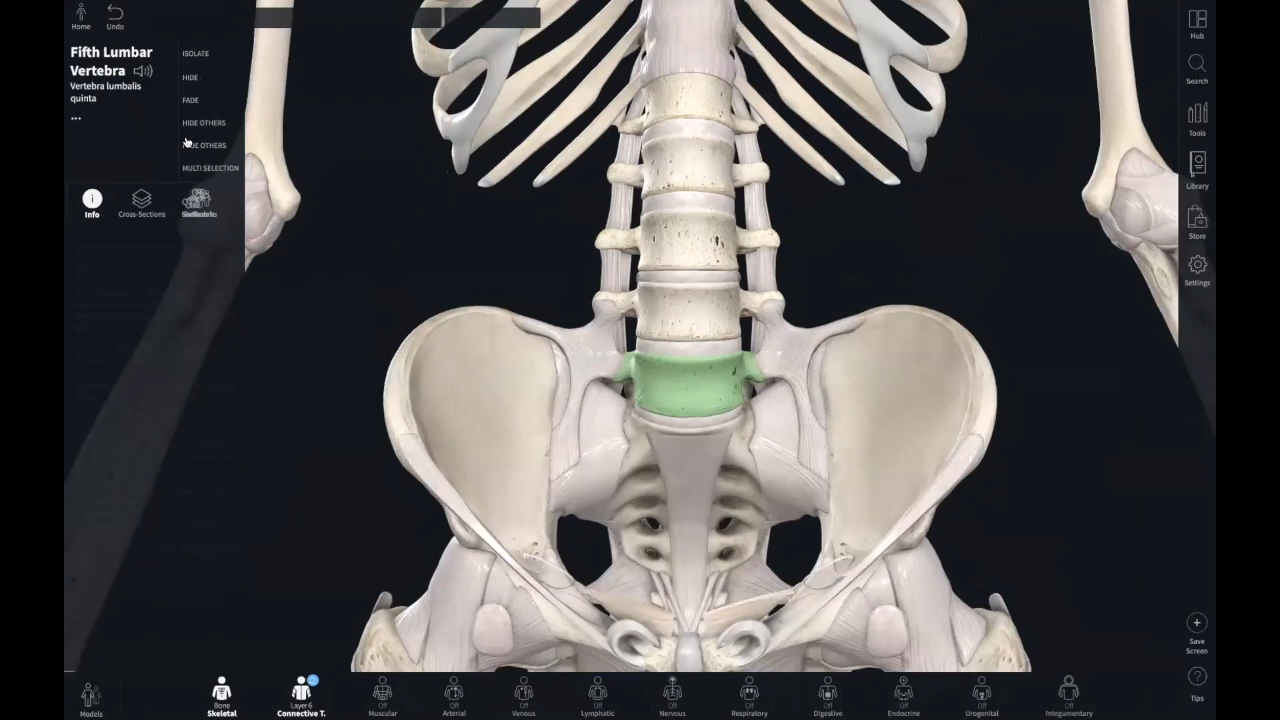 Home
Undo
Fifth Lumbar
Vertebra
Vertebra lumbalis
quinta
...
ISOLATE
HIDE
FADE
HIDE OTHERS
OTHERS
MULTI SELECTION
Info
Cross-Sections
Hub
Search
Tools
Library
Store
Settings
+
Save
Screen
?
Tips
Models
Bone
Skeletal
Layer 6
Connective T.
Off
Muscular
Off
Arterial
Off
Venous
Off
Lymphatic
Off
Nervous
Off
Respiratory
Off
Digestive
Off
Endocrine
Off
Urogenital
Off
Integumentary